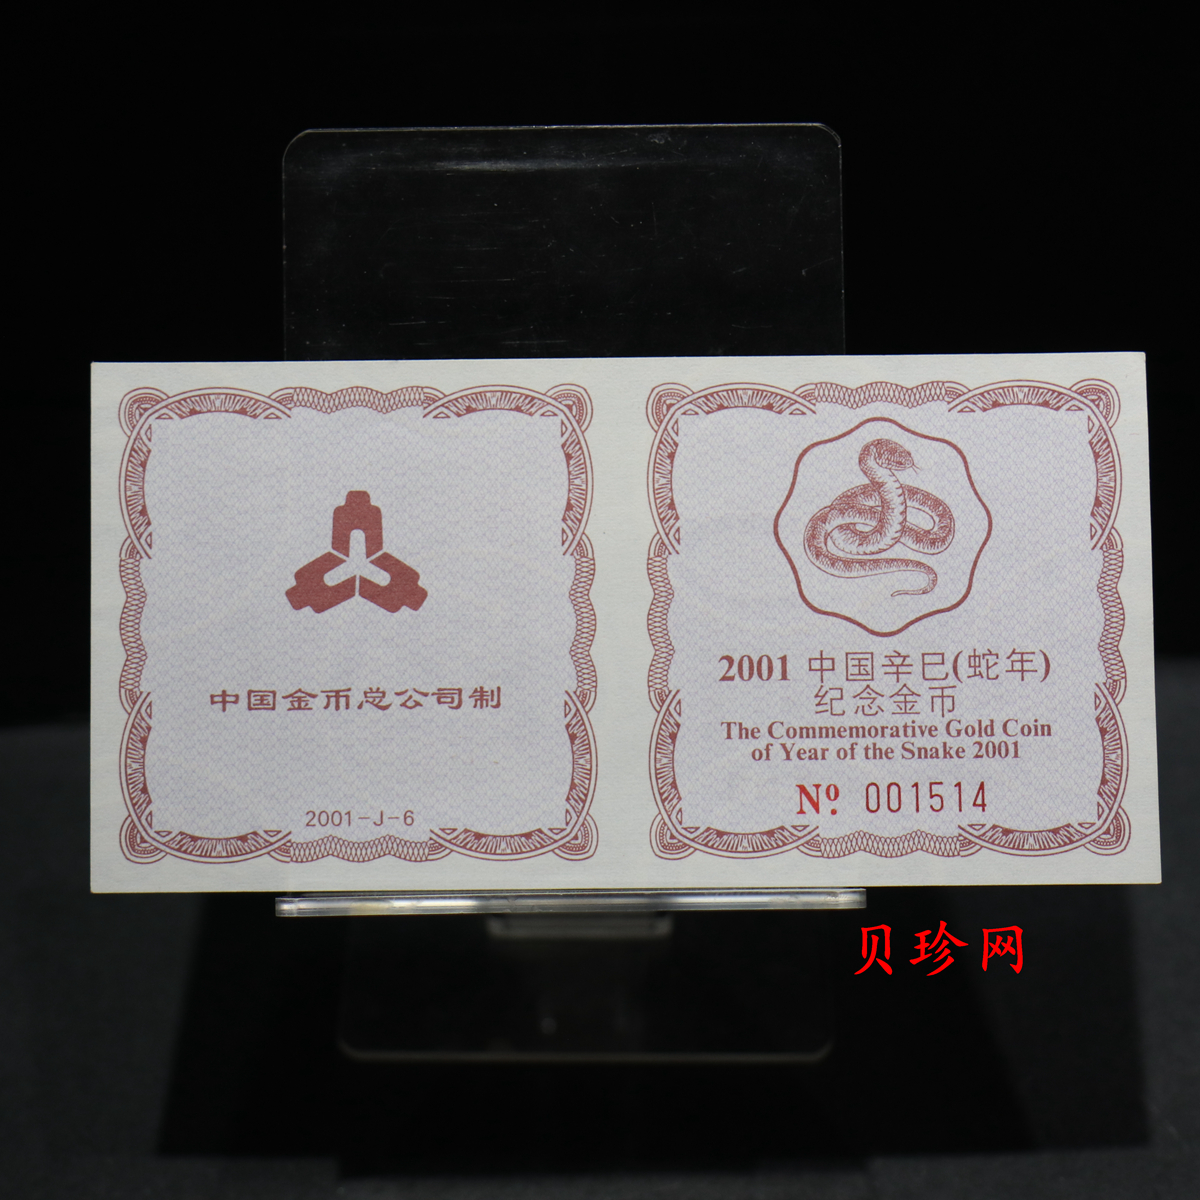 中国金币总公司制
2001-J-6
2001 中国辛巳(蛇年)
纪念金币
The Commemorative Gold Coin
of Year of the Snake 2001
Nº 001514
贝珍网